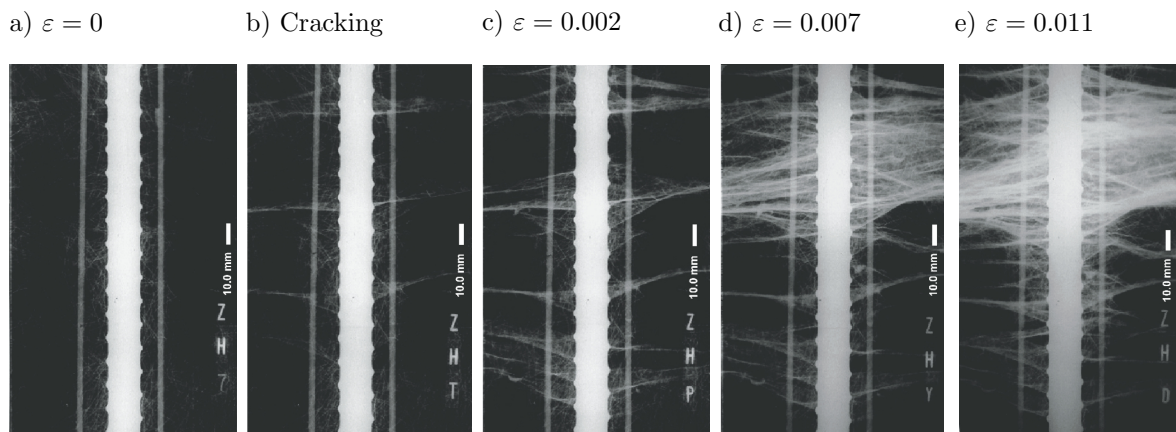 a) ε = 0
b) Cracking
c) ε = 0.002
d) ε = 0.007
e) ε = 0.011
10.0 mm
Z
H
7
10.0 mm
Z
H
T
10.0 mm
Z
H
P
10.0 mm
Z
H
Y
10.0 mm
Z
H
D